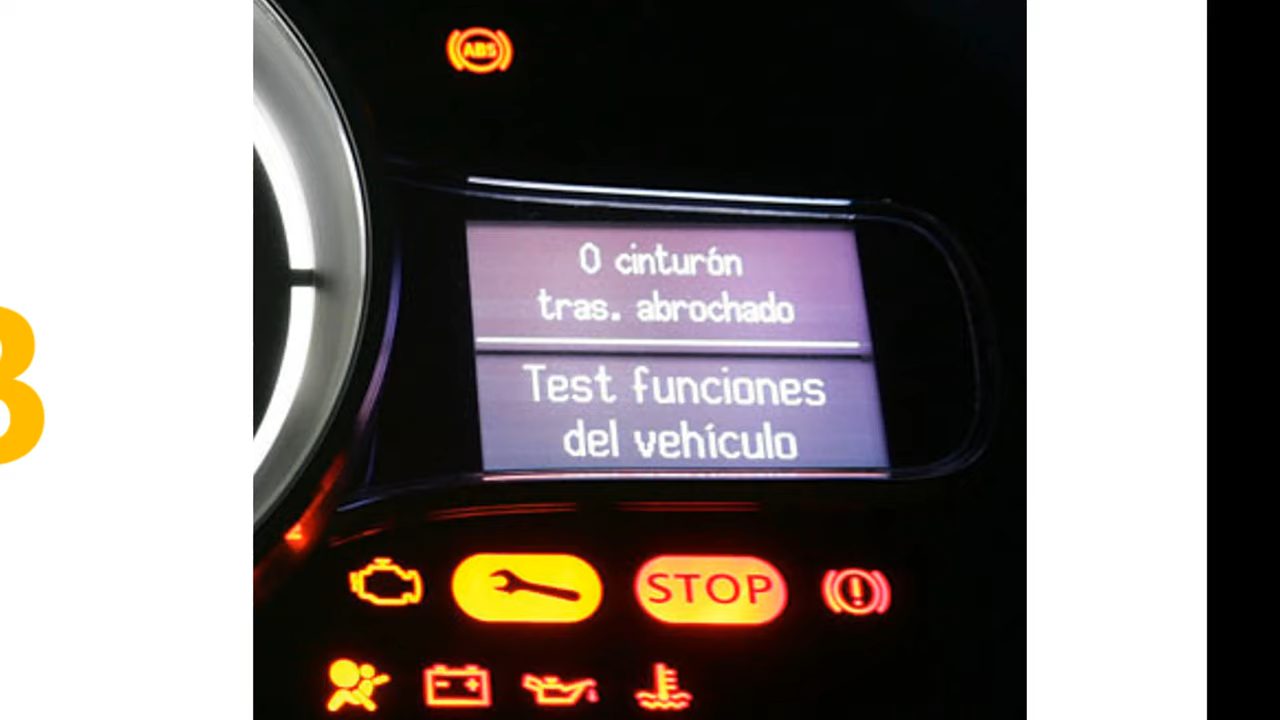 ABS
0 cinturón
tras. abrochado
Test funciones
del vehículo
STOP